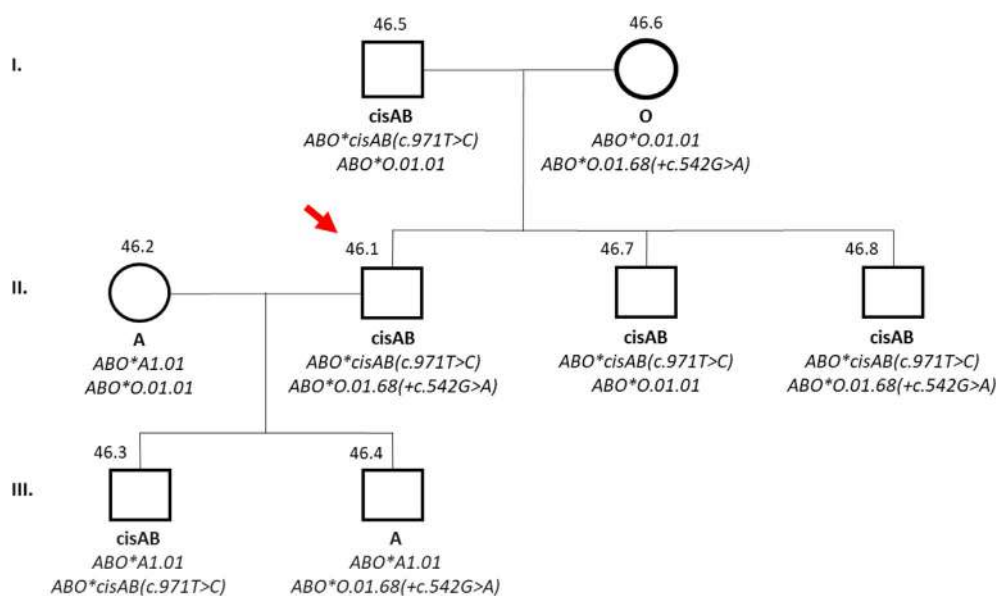 46.5 46.6
I.
cisAB O
ABO*cisAB(c.971T>C) ABO*O.01.01
ABO*O.01.01 ABO*O.01.68(+c.542G>A)
46.2 46.1 46.7 46.8
II.
A cisAB cisAB cisAB
ABO*A1.01 ABO*cisAB(c.971T>C) ABO*cisAB(c.971T>C) ABO*cisAB(c.971T>C)
ABO*O.01.01 ABO*O.01.68(+c.542G>A) ABO*O.01.01 ABO*O.01.68(+c.542G>A)
46.3 46.4
III.
cisAB A
ABO*A1.01 ABO*A1.01
ABO*cisAB(c.971T>C) ABO*O.01.68(+c.542G>A)